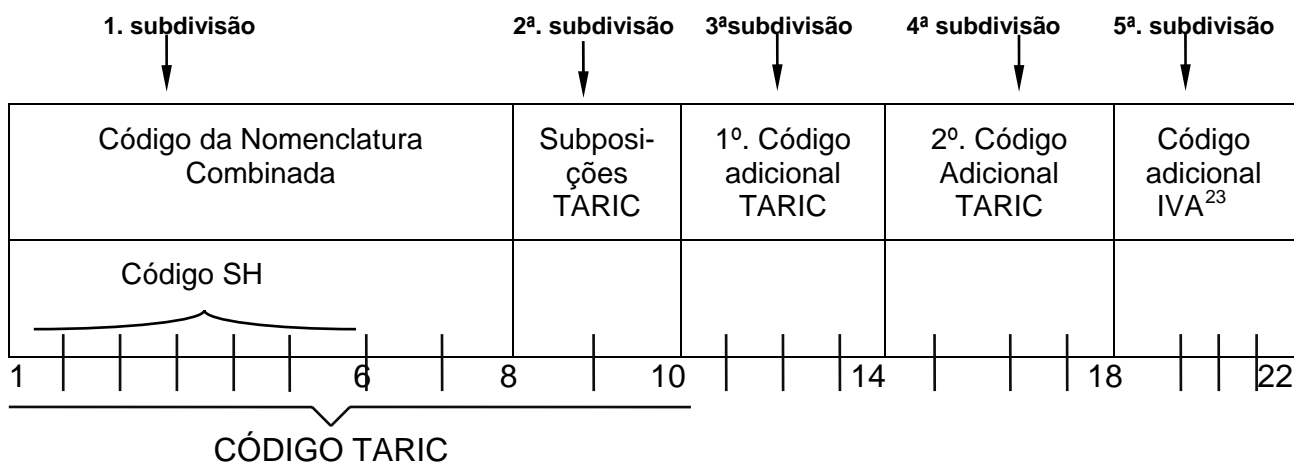 1. subdivisão 2ª. subdivisão 3ªsubdivisão 4ª subdivisão 5ª. subdivisão
Código da Nomenclatura
Combinada
Subposi-
ções
TARIC
1º. Código
adicional
TARIC
2º. Código
Adicional
TARIC
Código
adicional
IVA23
Código SH
1 6 8 10 14 18 22
CÓDIGO TARIC